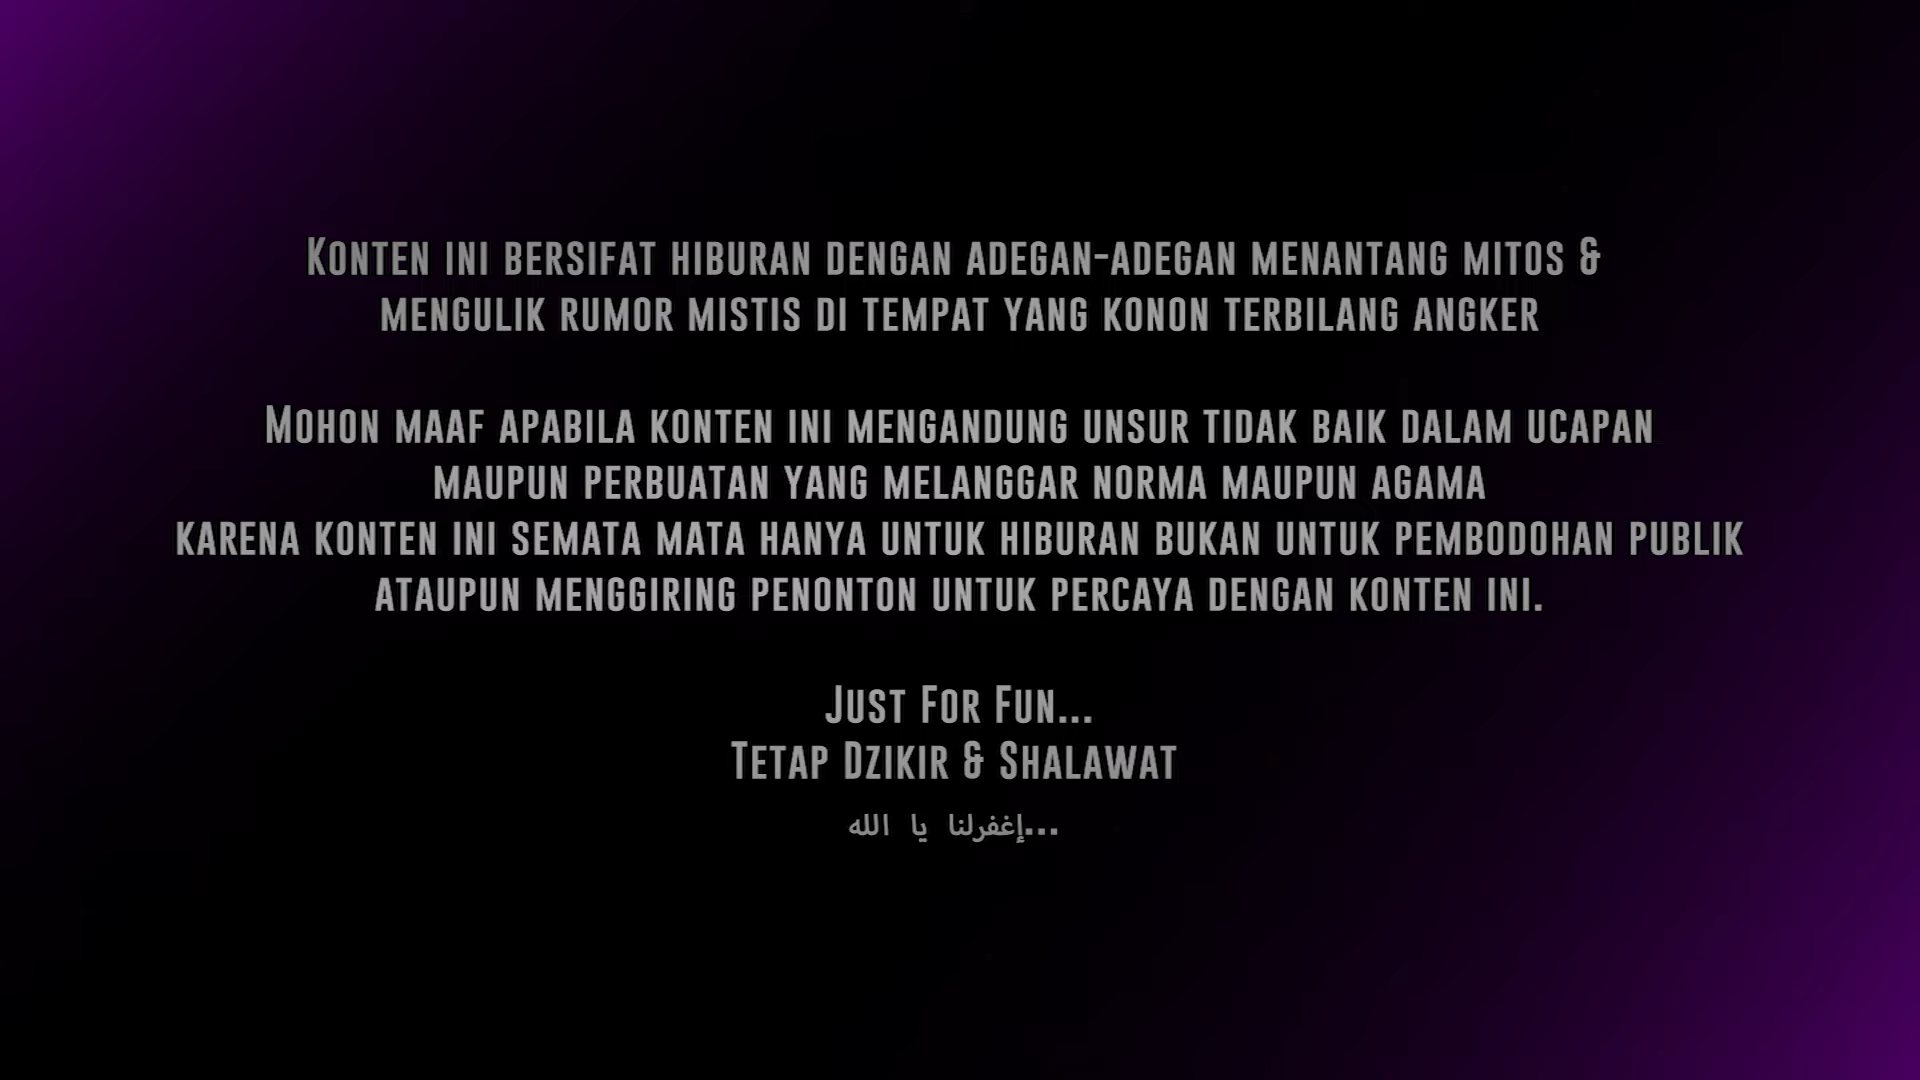 Konten ini bersifat hiburan dengan adegan-adegan menantang mitos &
mengulik rumor mistis di tempat yang konon terbilang angker
Mohon maaf apabila konten ini mengandung unsur tidak baik dalam ucapan
maupun perbuatan yang melanggar norma maupun agama
karena konten ini semata mata hanya untuk hiburan bukan untuk pembodohan publik
ataupun menggiring penonton untuk percaya dengan konten ini.
Just For Fun...
Tetap Dzikir & Shalawat
إغفرلنا يا الله...